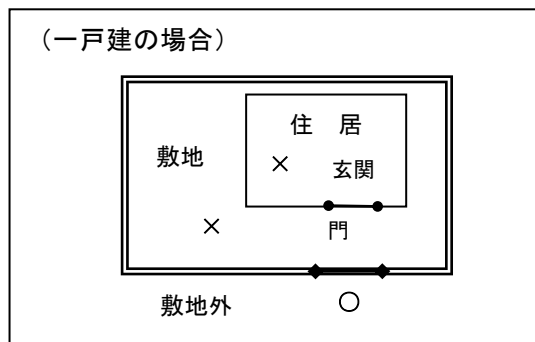 （一戸建の場合）
住　居
敷地
×
玄関
×
門
敷地外
○